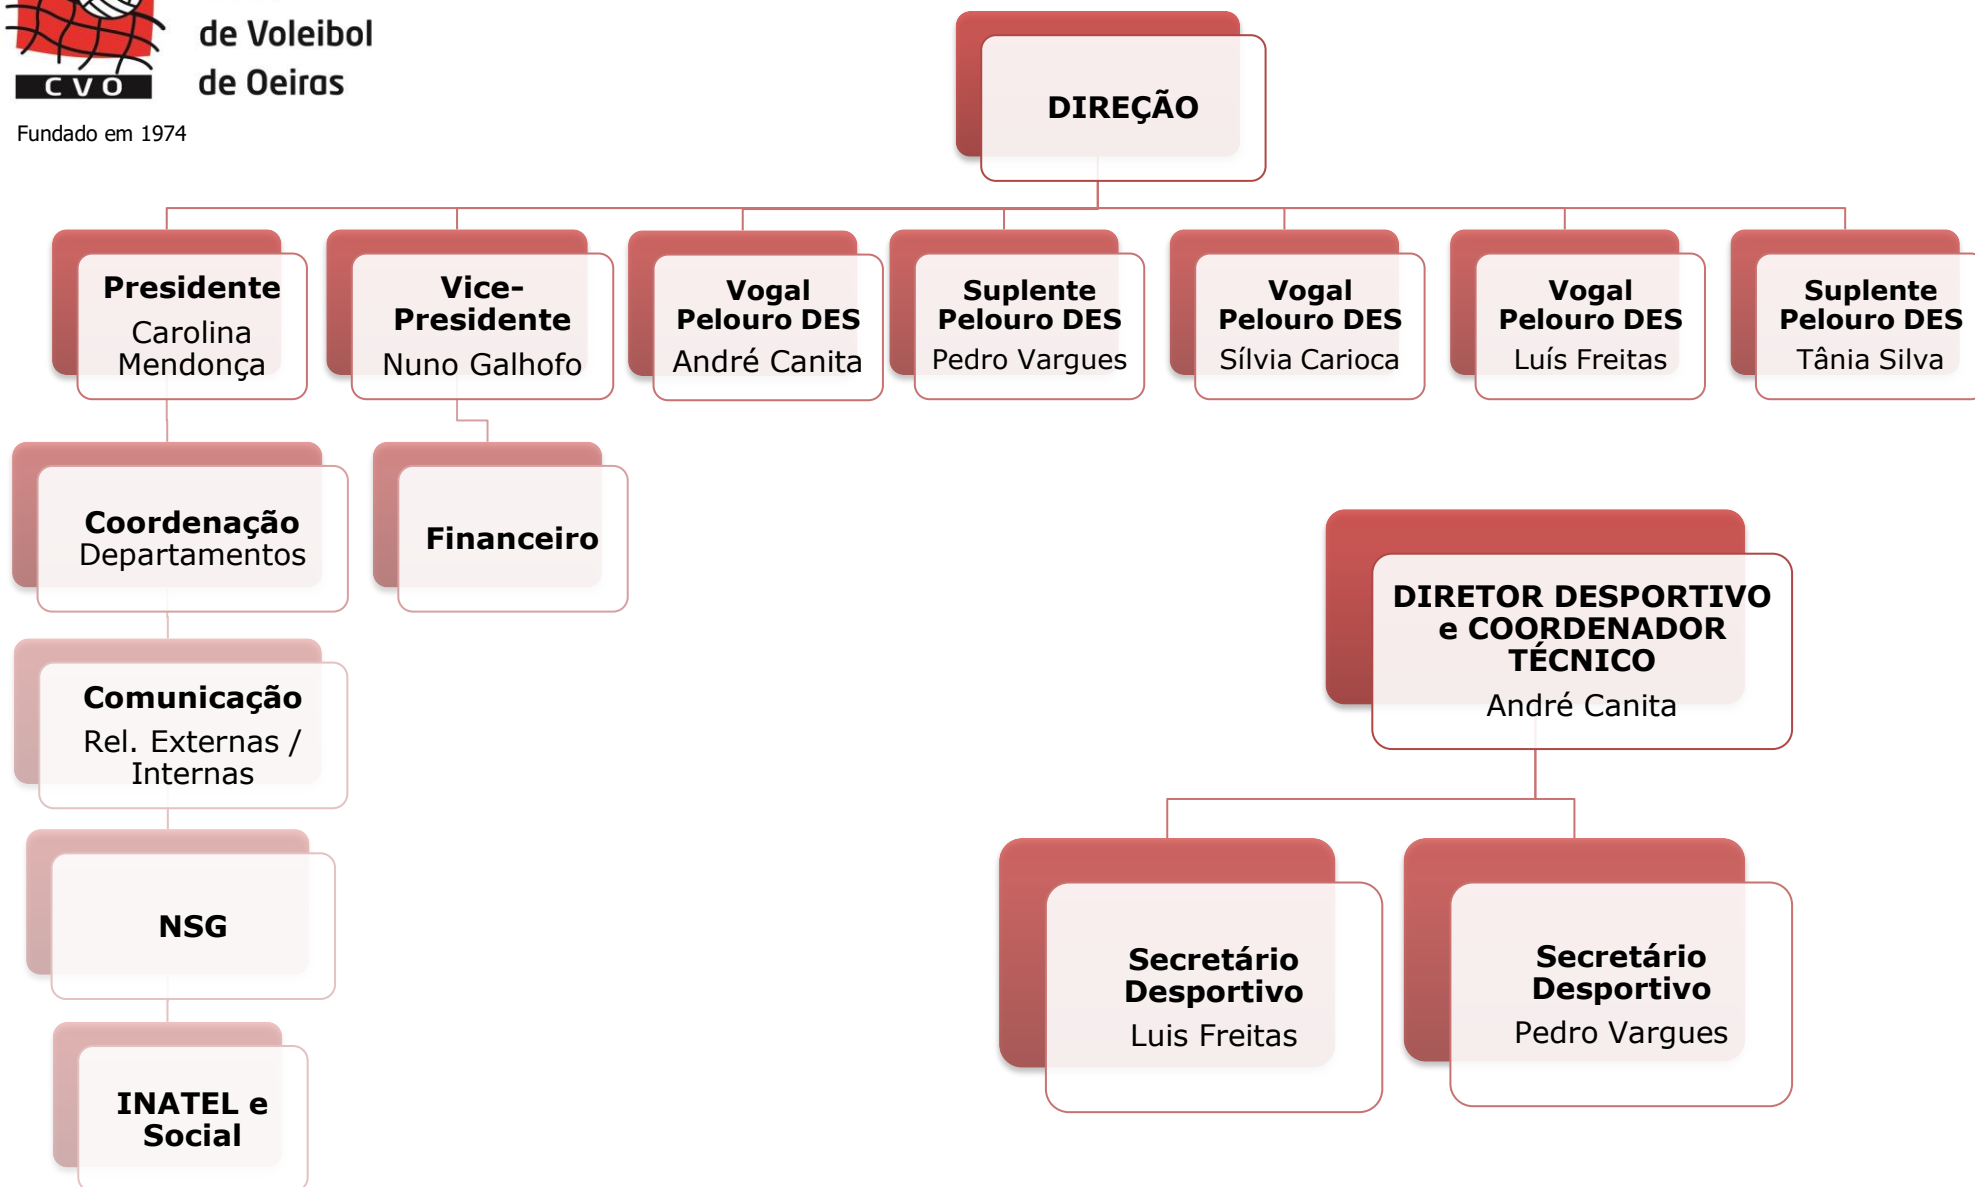 de Voleibol
de Oeiras
CVO
Fundado em 1974
DIREÇÃO
Presidente
Carolina
Mendonça
Vice-
Presidente
Nuno Galhofo
Vogal
Pelouro DES
André Canita
Suplente
Pelouro DES
Pedro Vargues
Vogal
Pelouro DES
Sílvia Carioca
Vogal
Pelouro DES
Luís Freitas
Suplente
Pelouro DES
Tânia Silva
Coordenação
Departamentos
Financeiro
Comunicação
Rel. Externas /
Internas
NSG
INATEL e
Social
DIRETOR DESPORTIVO
e COORDENADOR
TÉCNICO
André Canita
Secretário
Desportivo
Luis Freitas
Secretário
Desportivo
Pedro Vargues